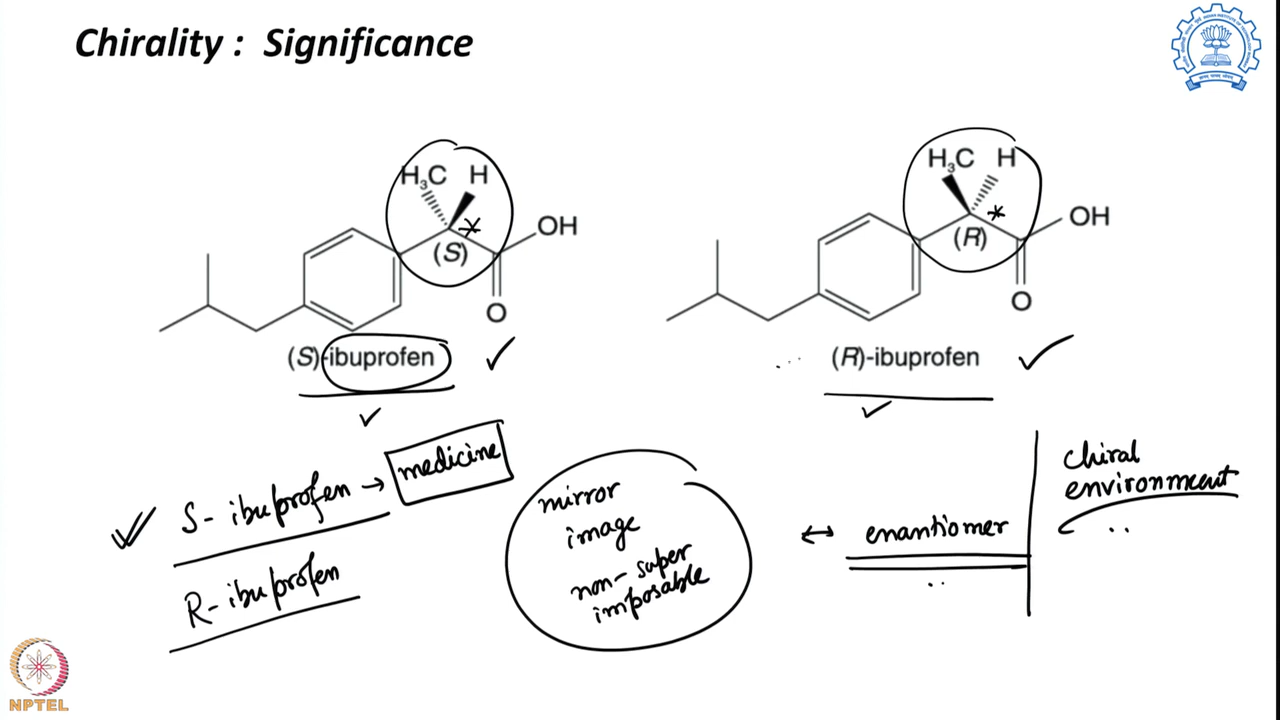 Chirality : Significance
H₃C H
OH
(S)
O
(S)-ibuprofen
H₃C H
OH
(R)
O
(R)-ibuprofen
S- ibuprofen → medicine
R- ibuprofen
mirror
image
non-super
imposable
↔ enantiomer
chiral
environment
NPTEL